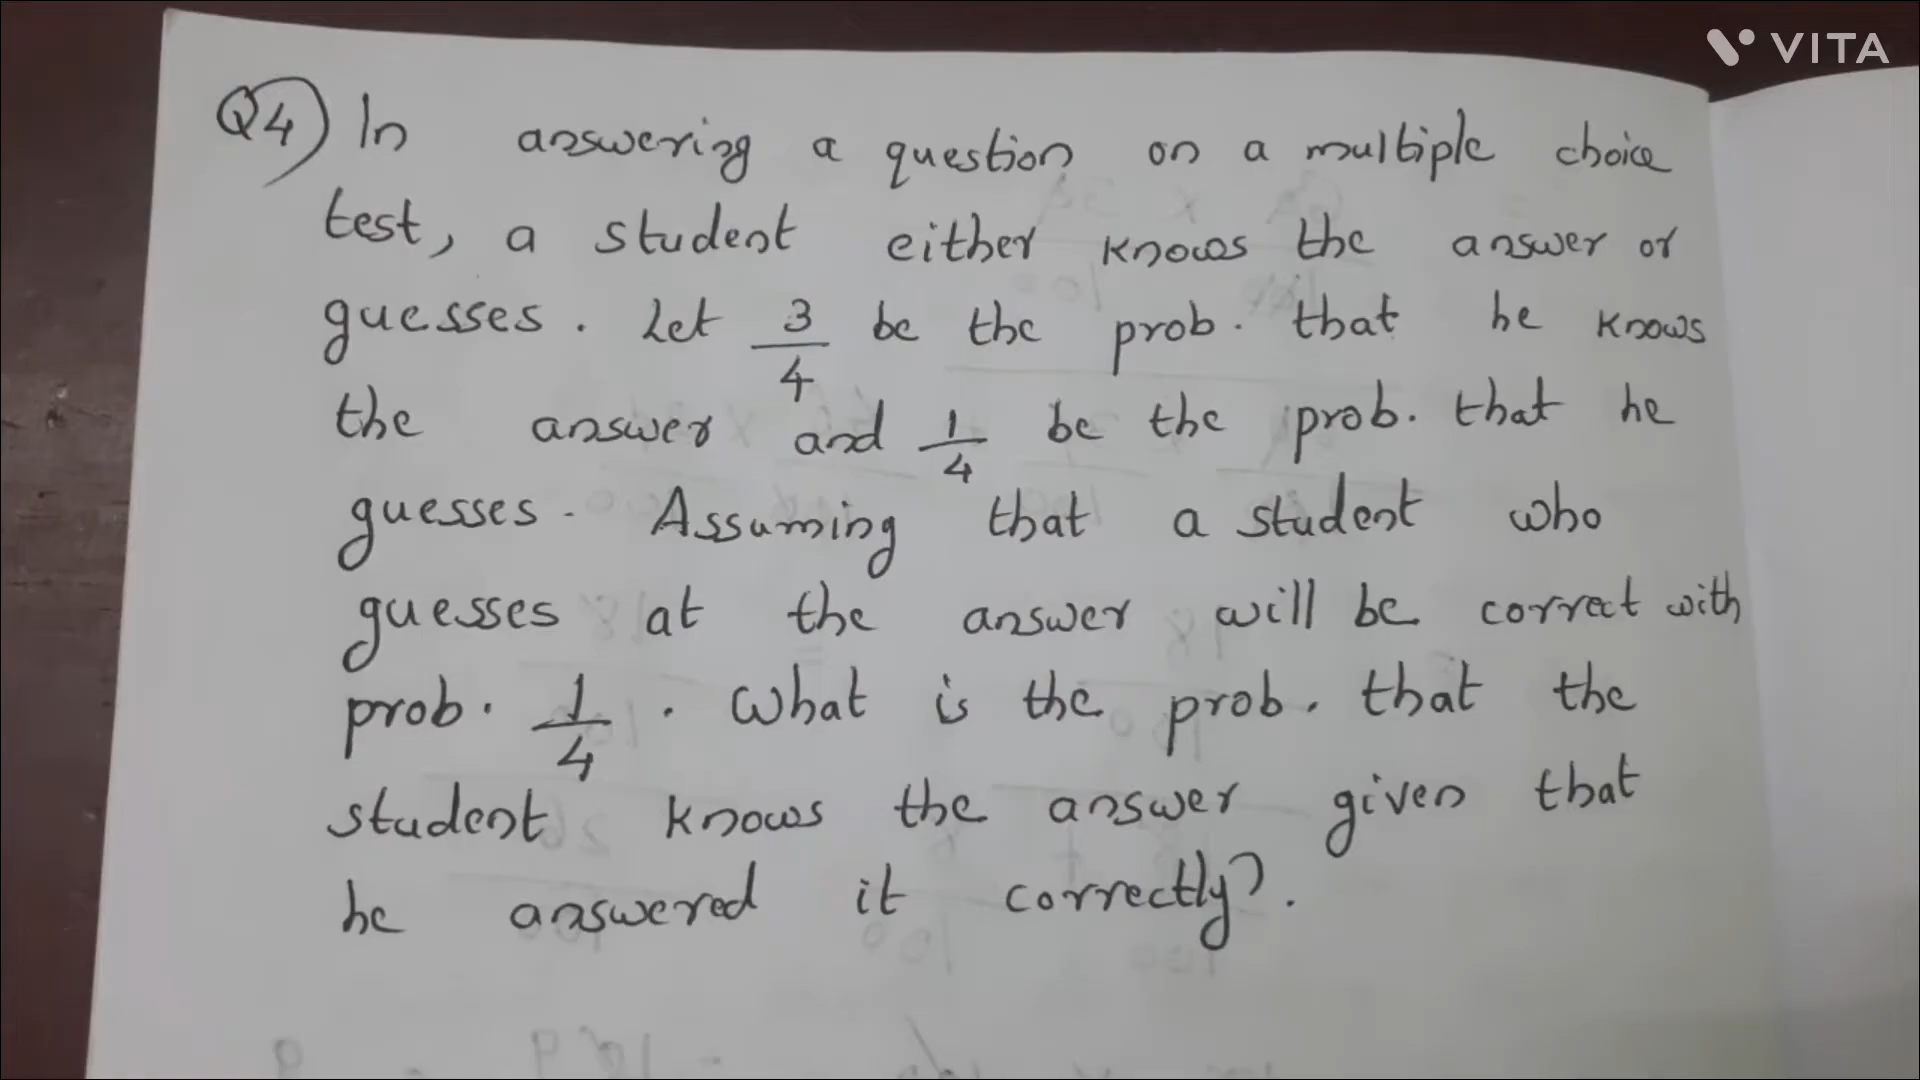 VITA
Q4) In answering a question on a multiple choice
test, a student either knows the answer or
guesses. Let 3/4 be the prob. that he knows
the answer and 1/4 be the prob. that he
guesses. Assuming that a student who
guesses at the answer will be correct with
prob. 1/4. What is the prob. that the
student knows the answer given that
he answered it correctly?.